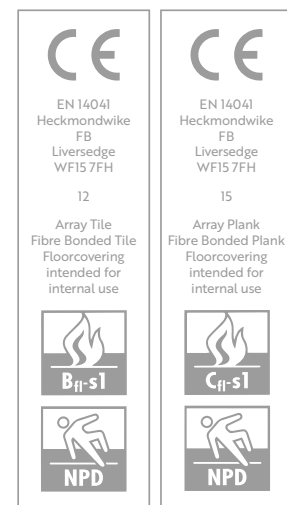 CE
EN 14041
Heckmondwike
FB
Liversedge
WF15 7FH
12
Array Tile
Fibre Bonded Tile
Floorcovering
intended for
internal use
Bfl-s1
NPD
CE
EN 14041
Heckmondwike
FB
Liversedge
WF15 7FH
15
Array Plank
Fibre Bonded Plank
Floorcovering
intended for
internal use
Cfl-s1
NPD